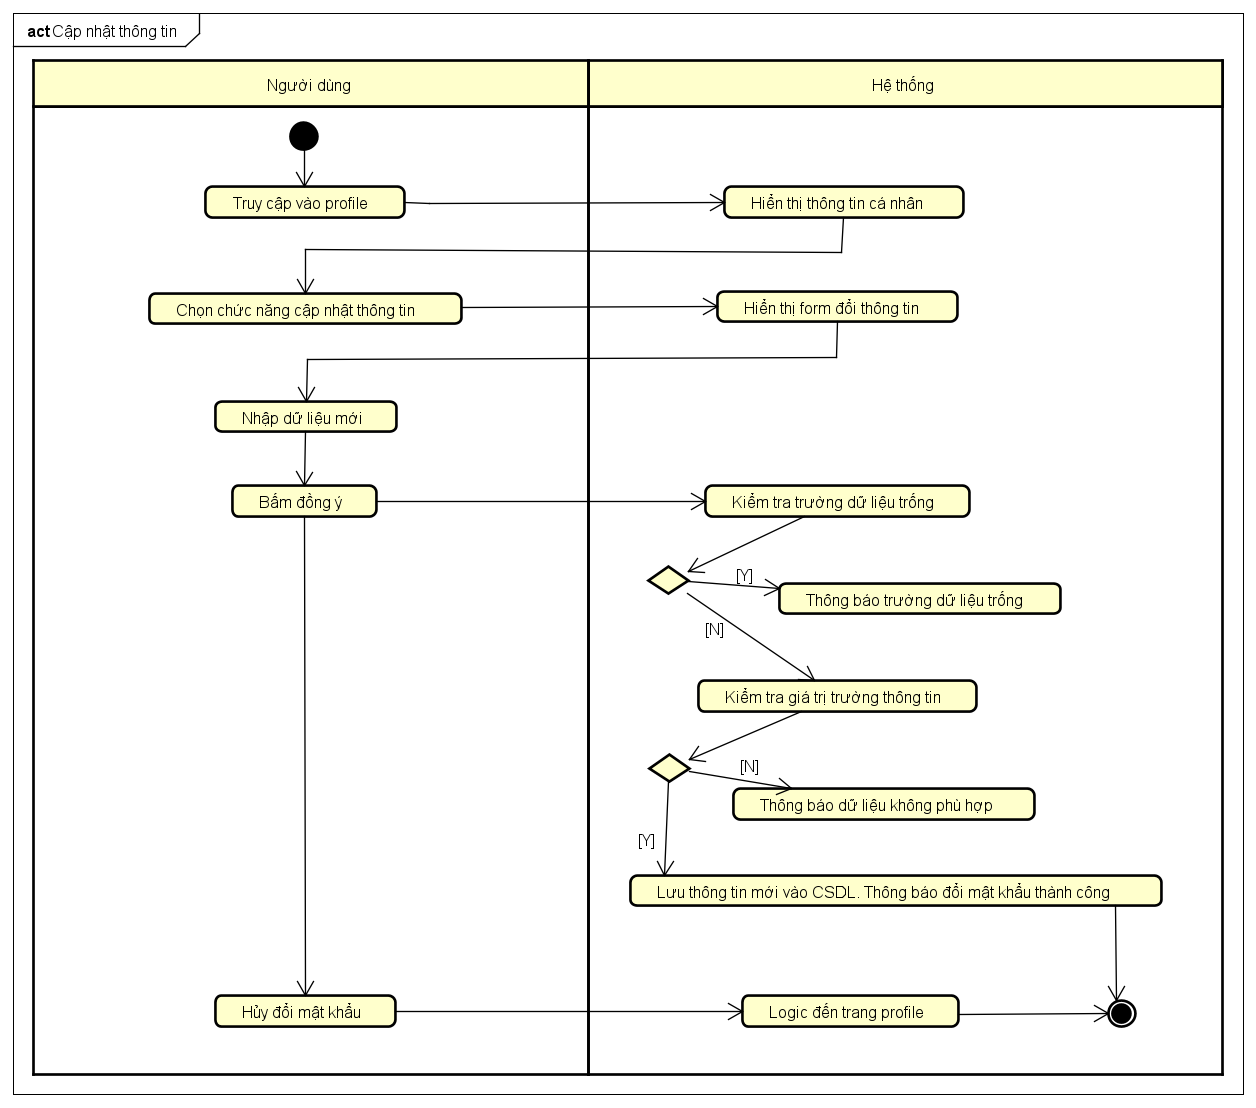 act Cập nhật thông tin
Người dùng
Hệ thống
Truy cập vào profile
Hiển thị thông tin cá nhân
Chọn chức năng cập nhật thông tin
Hiển thị form đổi thông tin
Nhập dữ liệu mới
Bấm đồng ý
Kiểm tra trường dữ liệu trống
[Y]
Thông báo trường dữ liệu trống
[N]
Kiểm tra giá trị trường thông tin
[N]
Thông báo dữ liệu không phù hợp
[Y]
Lưu thông tin mới vào CSDL. Thông báo đổi mật khẩu thành công
Hủy đổi mật khẩu
Logic đến trang profile